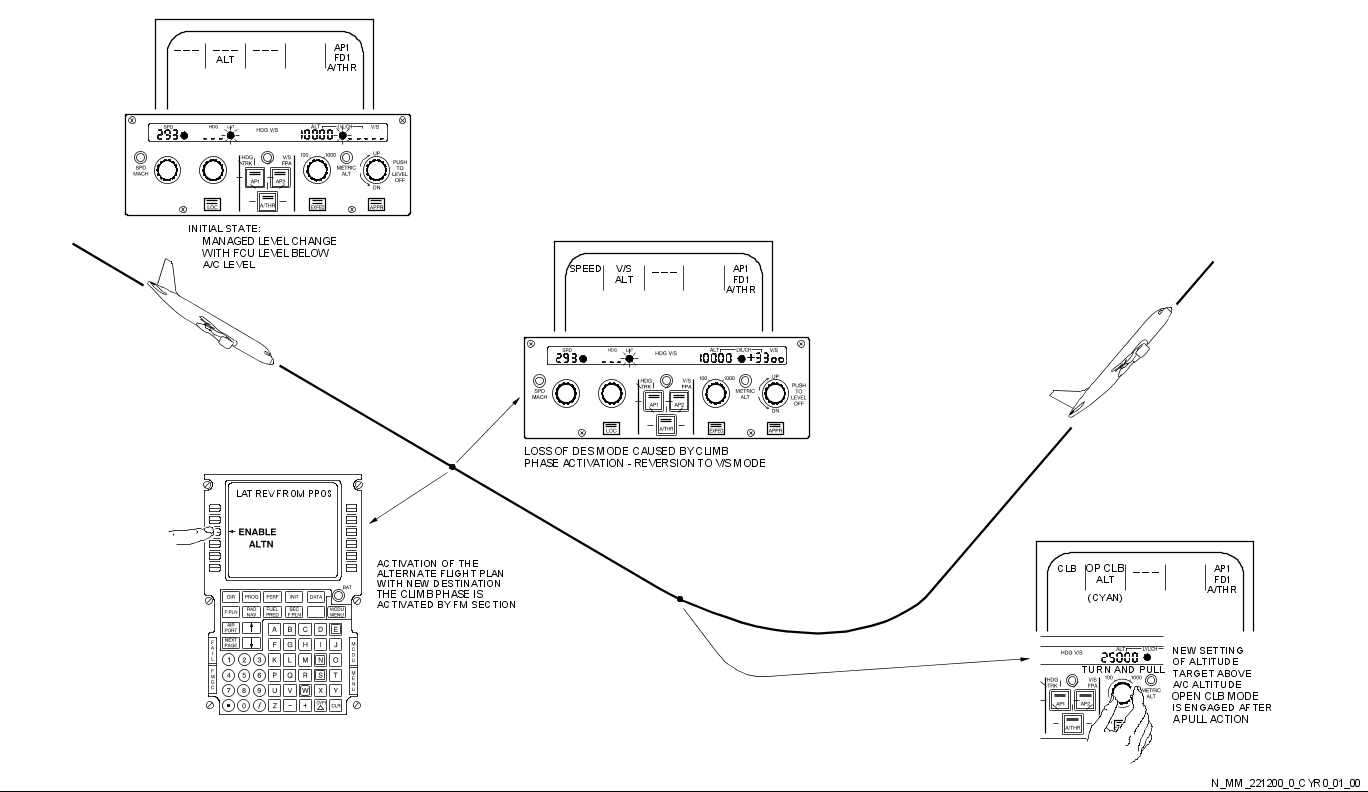 --- --- --- AP1
ALT FD1
A/THR
SPD HDG LAT HDG V/S ALT LVL/CH V/S
293 --- 10000 -----
SPD
MACH
HDG
TRK
V/S
FPA
100 1000
METRIC
ALT
UP
DN
PUSH
TO
LEVEL
OFF
AP1 AP2
A/THR
LOC EXPED APPR
INITIAL STATE:
MANAGED LEVEL CHANGE
WITH FCU LEVEL BELOW
A/C LEVEL
SPEED V/S --- AP1
ALT FD1
A/THR
SPD HDG LAT HDG V/S ALT LVL/CH V/S
293 --- 10000 +33oo
SPD
MACH
HDG
TRK
V/S
FPA
100 1000
METRIC
ALT
UP
DN
PUSH
TO
LEVEL
OFF
AP1 AP2
A/THR
LOC EXPED APPR
LOSS OF DES MODE CAUSED BY CLIMB
PHASE ACTIVATION - REVERSION TO V/S MODE
LAT REV FROM PPOS
← ENABLE
ALTN
ACTIVATION OF THE
ALTERNATE FLIGHT PLAN
WITH NEW DESTINATION
THE CLIMB PHASE IS
ACTIVATED BY FM SECTION
BAT
DIR PROG PERF INIT DATA
F-PLN RAD NAV FUEL PRED SEC F-PLN MCDU MENU
AIR PORT ↑
NEXT PAGE ↓
A B C D E
F G H I J
1 2 3 K L M N O
4 5 6 P Q R S T
7 8 9 U V W X Y
. 0 / Z - + OVFY △ CLR
FAIL
FMGC
MCDU
MENU
CLB OP CLB --- AP1
ALT FD1
(CYAN) A/THR
HDG V/S ALT LVL/CH
25000
TURN AND PULL
HDG
TRK
V/S
FPA
100 1000
METRIC
ALT
AP1 AP2
A/THR
NEW SETTING
OF ALTITUDE
TARGET ABOVE
A/C ALTITUDE
OPEN CLB MODE
IS ENGAGED AFTER
A PULL ACTION
N_MM_221200_0_CYR0_01_00